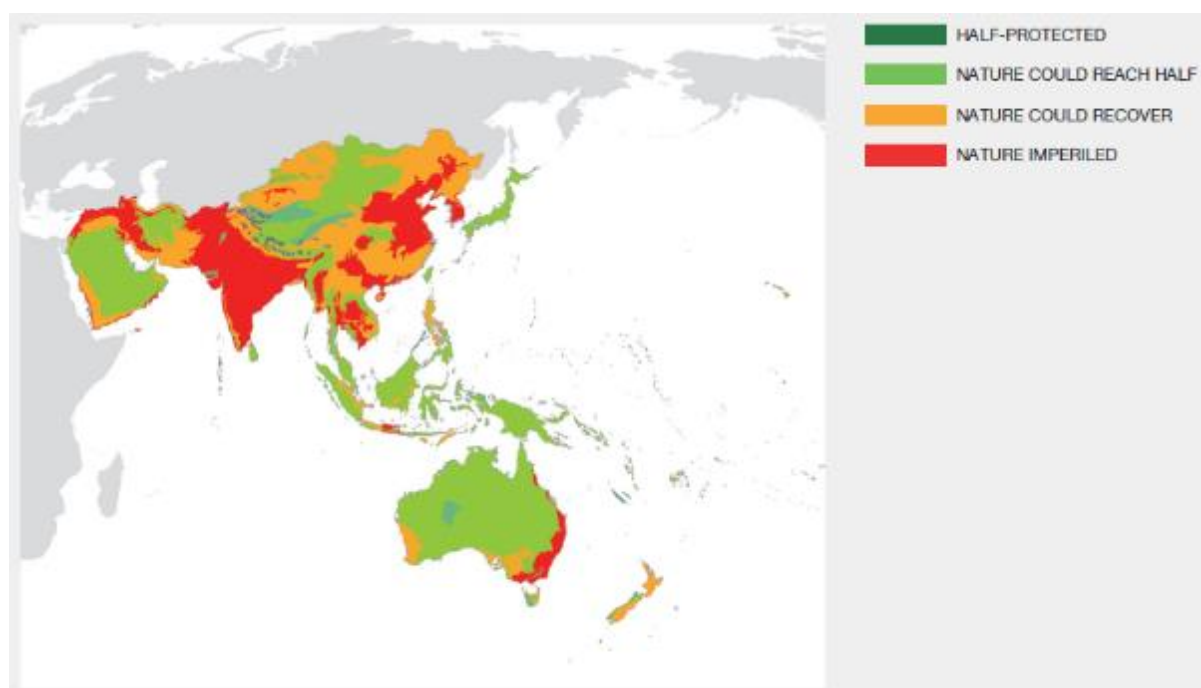 HALF-PROTECTED
NATURE COULD REACH HALF
NATURE COULD RECOVER
NATURE IMPERILED